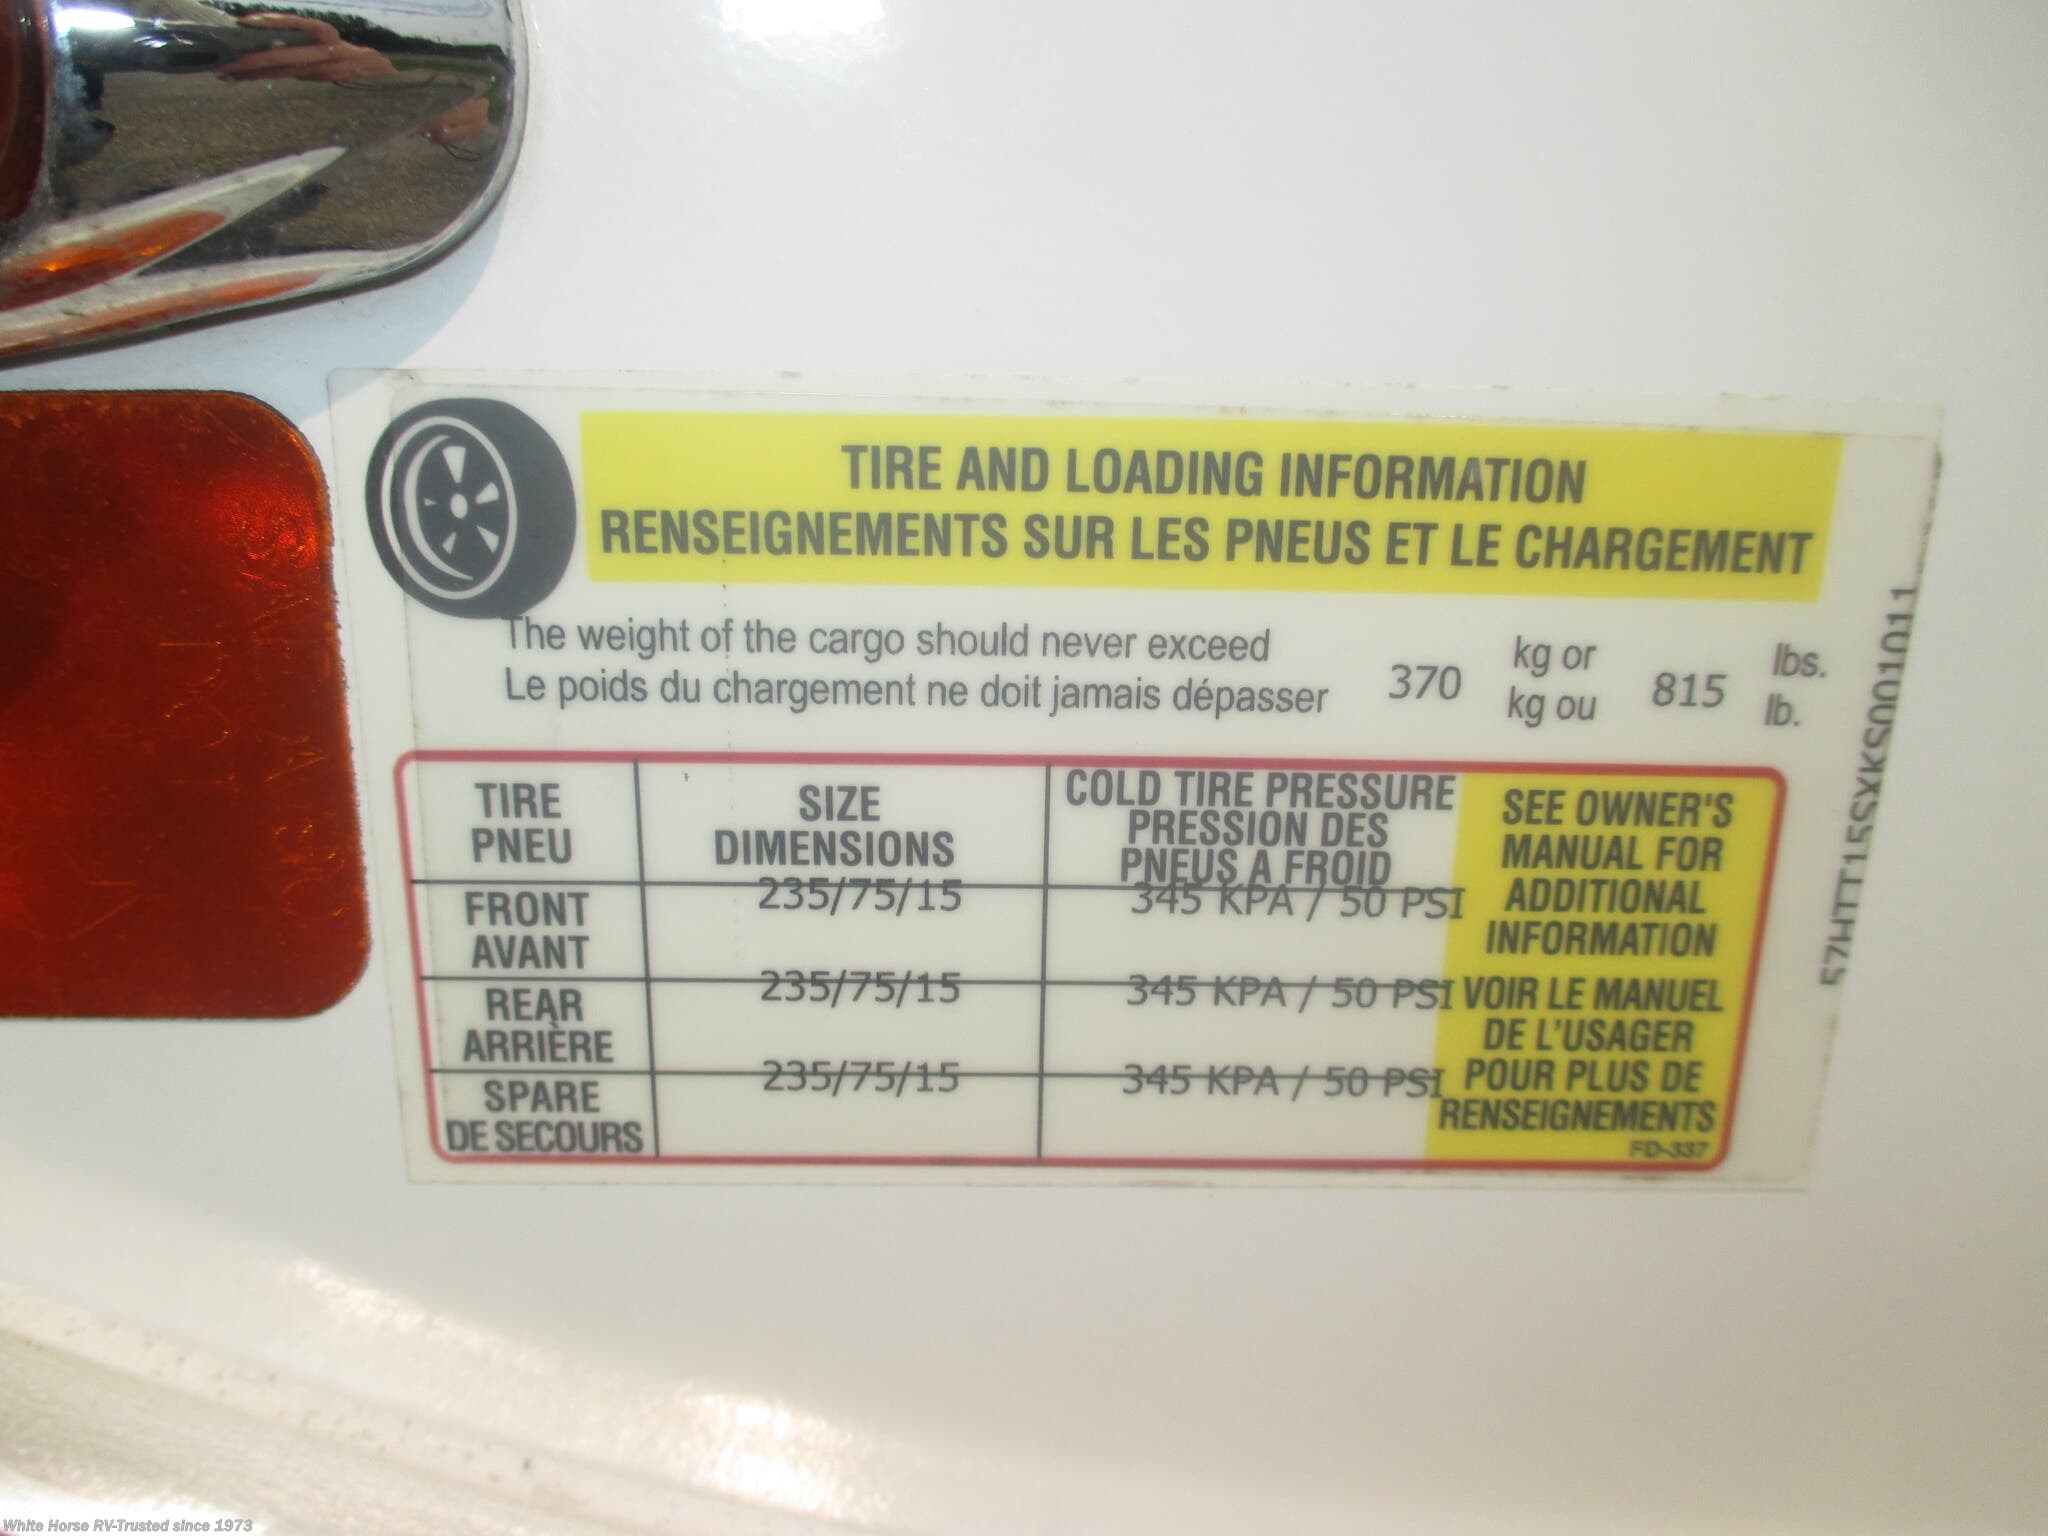 TIRE AND LOADING INFORMATION
RENSEIGNEMENTS SUR LES PNEUS ET LE CHARGEMENT
The weight of the cargo should never exceed
Le poids du chargement ne doit jamais dépasser
370
kg or
kg ou
815
lbs.
lb.
TIRE
PNEU
SIZE
DIMENSIONS
COLD TIRE PRESSURE
PRESSION DES
PNEUS A FROID
FRONT
AVANT
235/75/15
345 KPA / 50 PSI
REAR
ARRIÈRE
235/75/15
345 KPA / 50 PSI
SPARE
DE SECOURS
235/75/15
345 KPA / 50 PSI
SEE OWNER'S
MANUAL FOR
ADDITIONAL
INFORMATION
VOIR LE MANUEL
DE L'USAGER
POUR PLUS DE
RENSEIGNEMENTS
FD-337
57HTT15SXKS001011
White Horse RV-Trusted since 1973